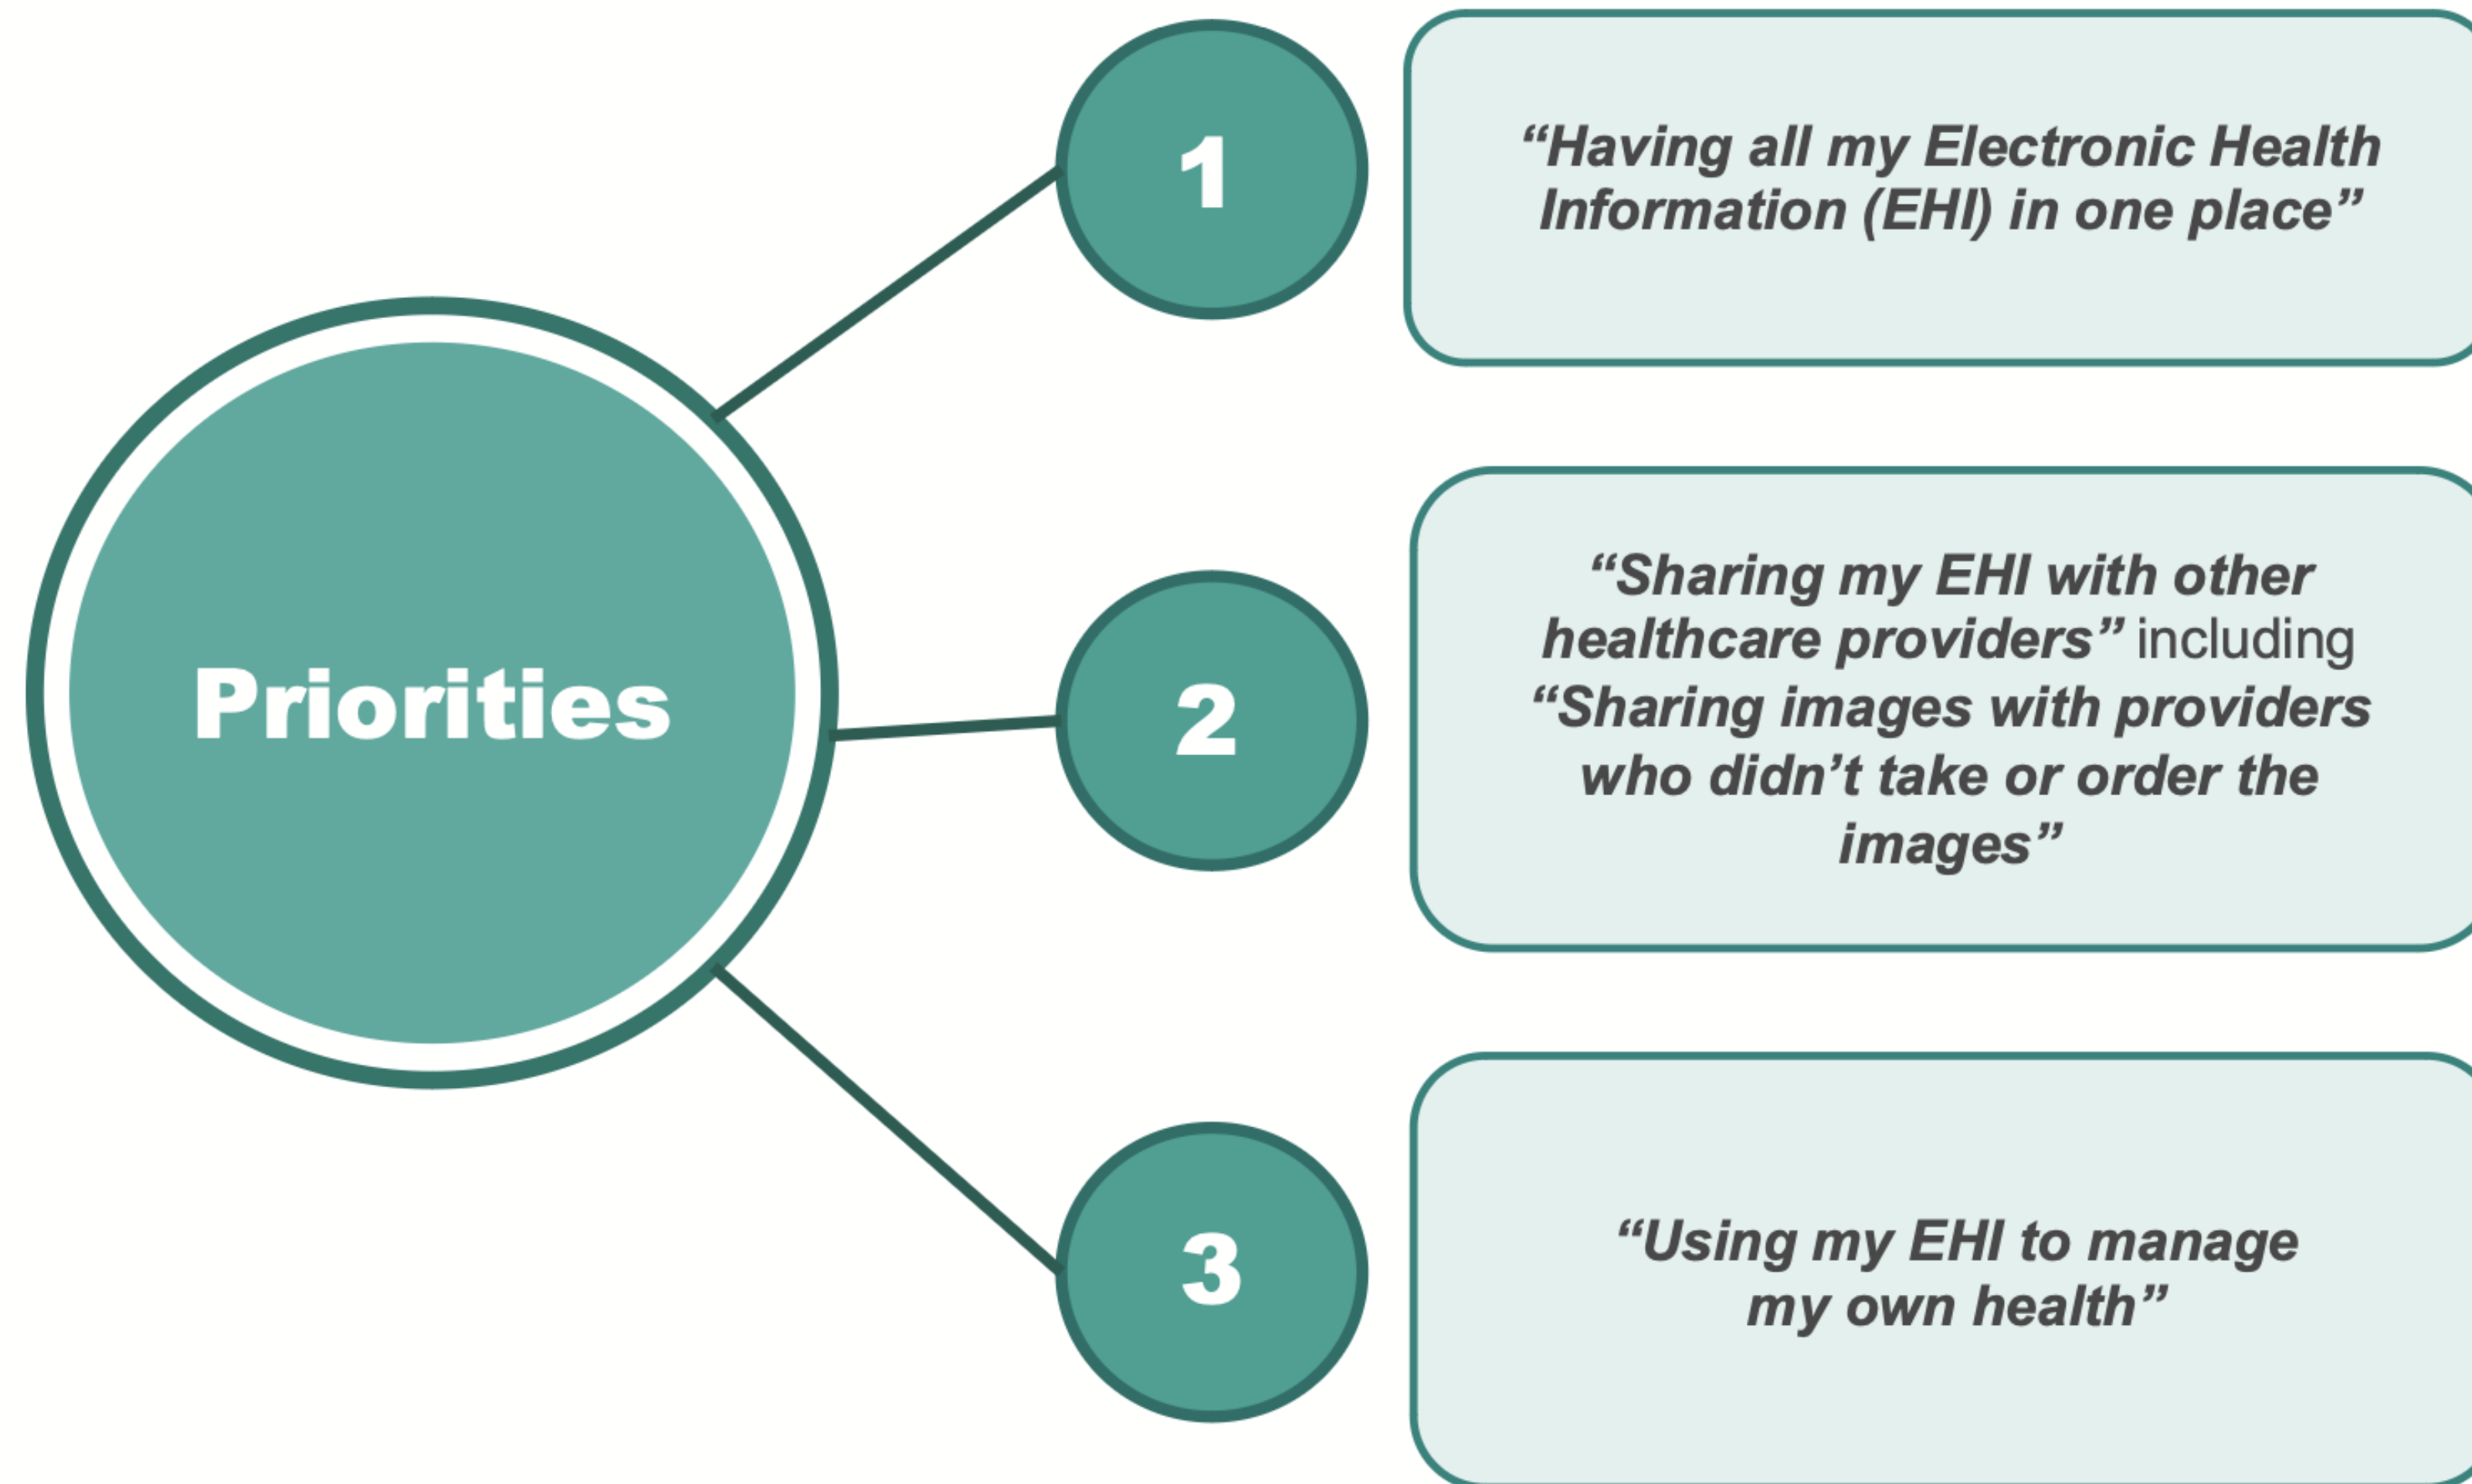 Priorities
1
“Having all my Electronic Health
Information (EHI) in one place”
2
“Sharing my EHI with other
healthcare providers” including
“Sharing images with providers
who didn’t take or order the
images”
3
“Using my EHI to manage
my own health”